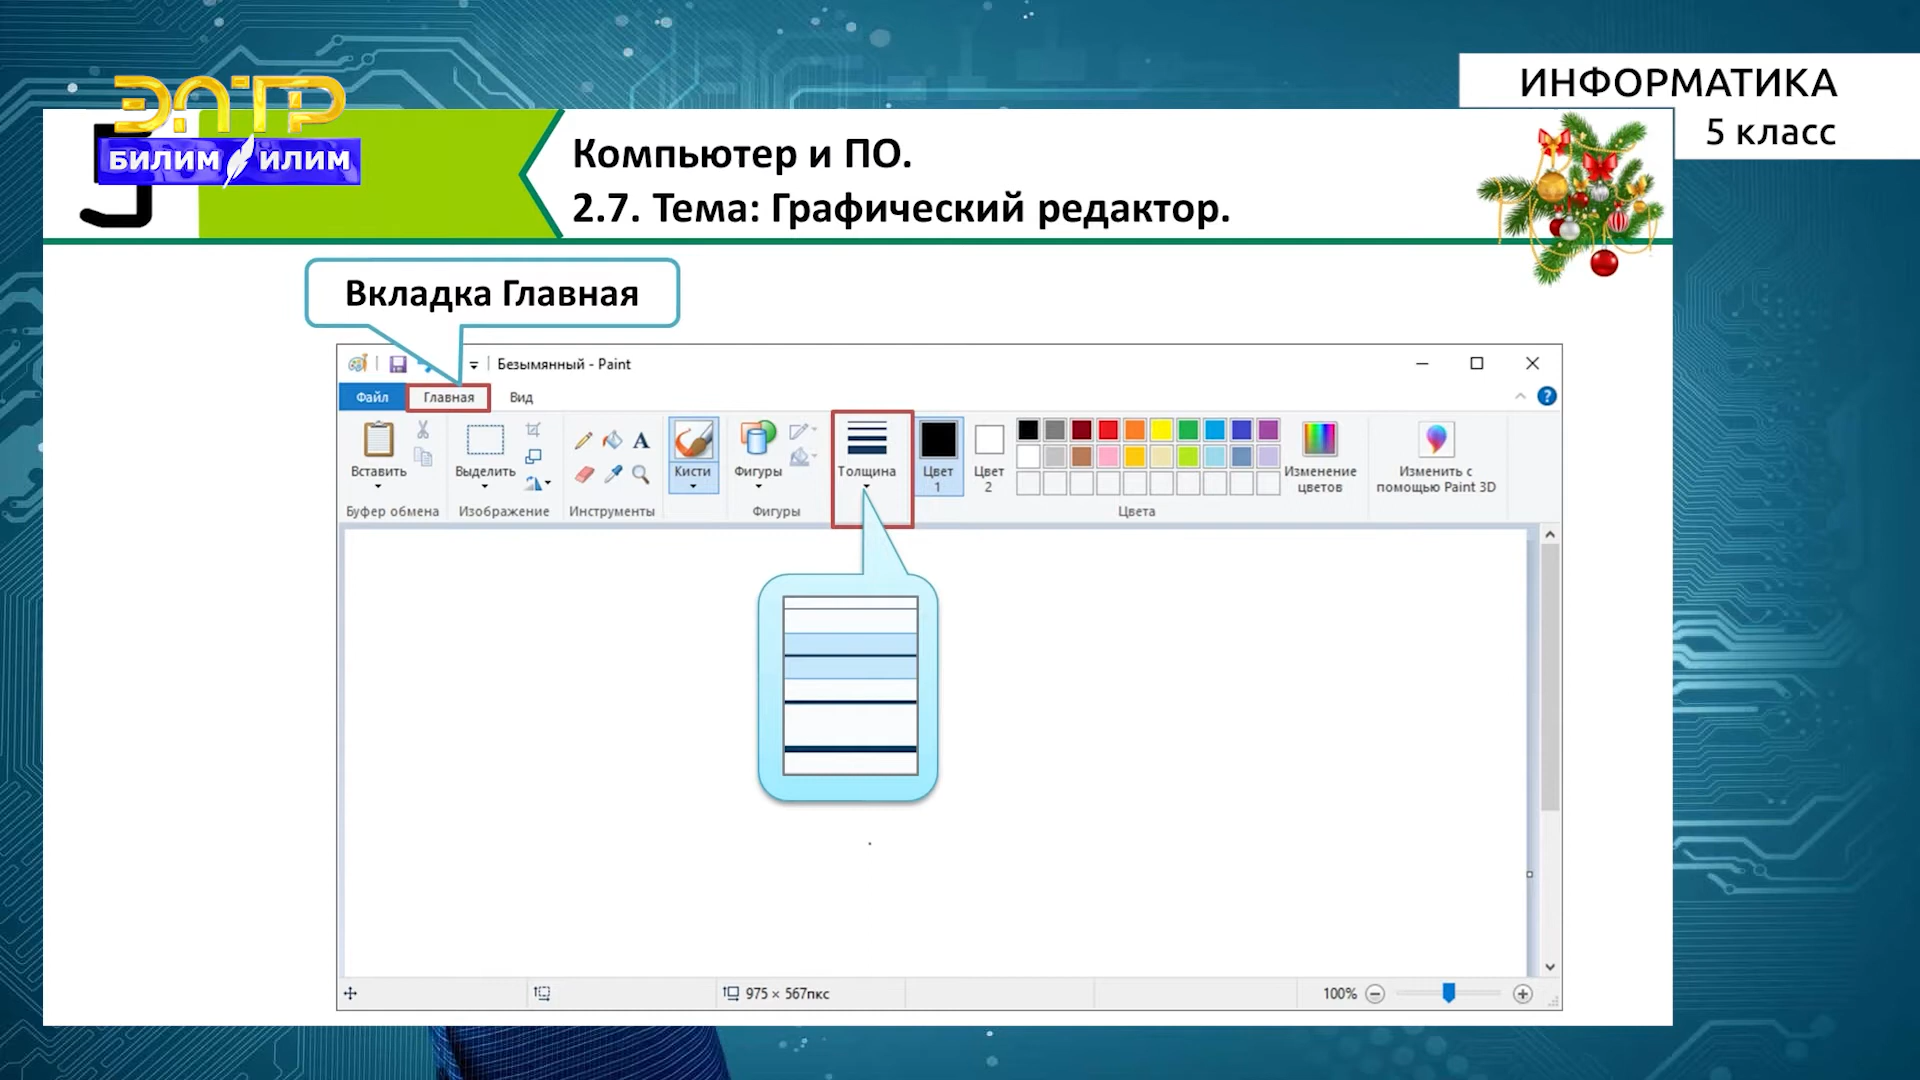 ИНФОРМАТИКА
5 класс
ЭЛТР
БИЛИМ ИЛИМ
5
Компьютер и ПО.
2.7. Тема: Графический редактор.
Вкладка Главная
Безымянный - Paint
Файл Главная Вид
Вставить
Выделить
A
Кисти
Фигуры
Толщина
Цвет 1
Цвет 2
Изменение цветов
Изменить с помощью Paint 3D
Буфер обмена
Изображение
Инструменты
Фигуры
Цвета
975 × 567пкс
100%